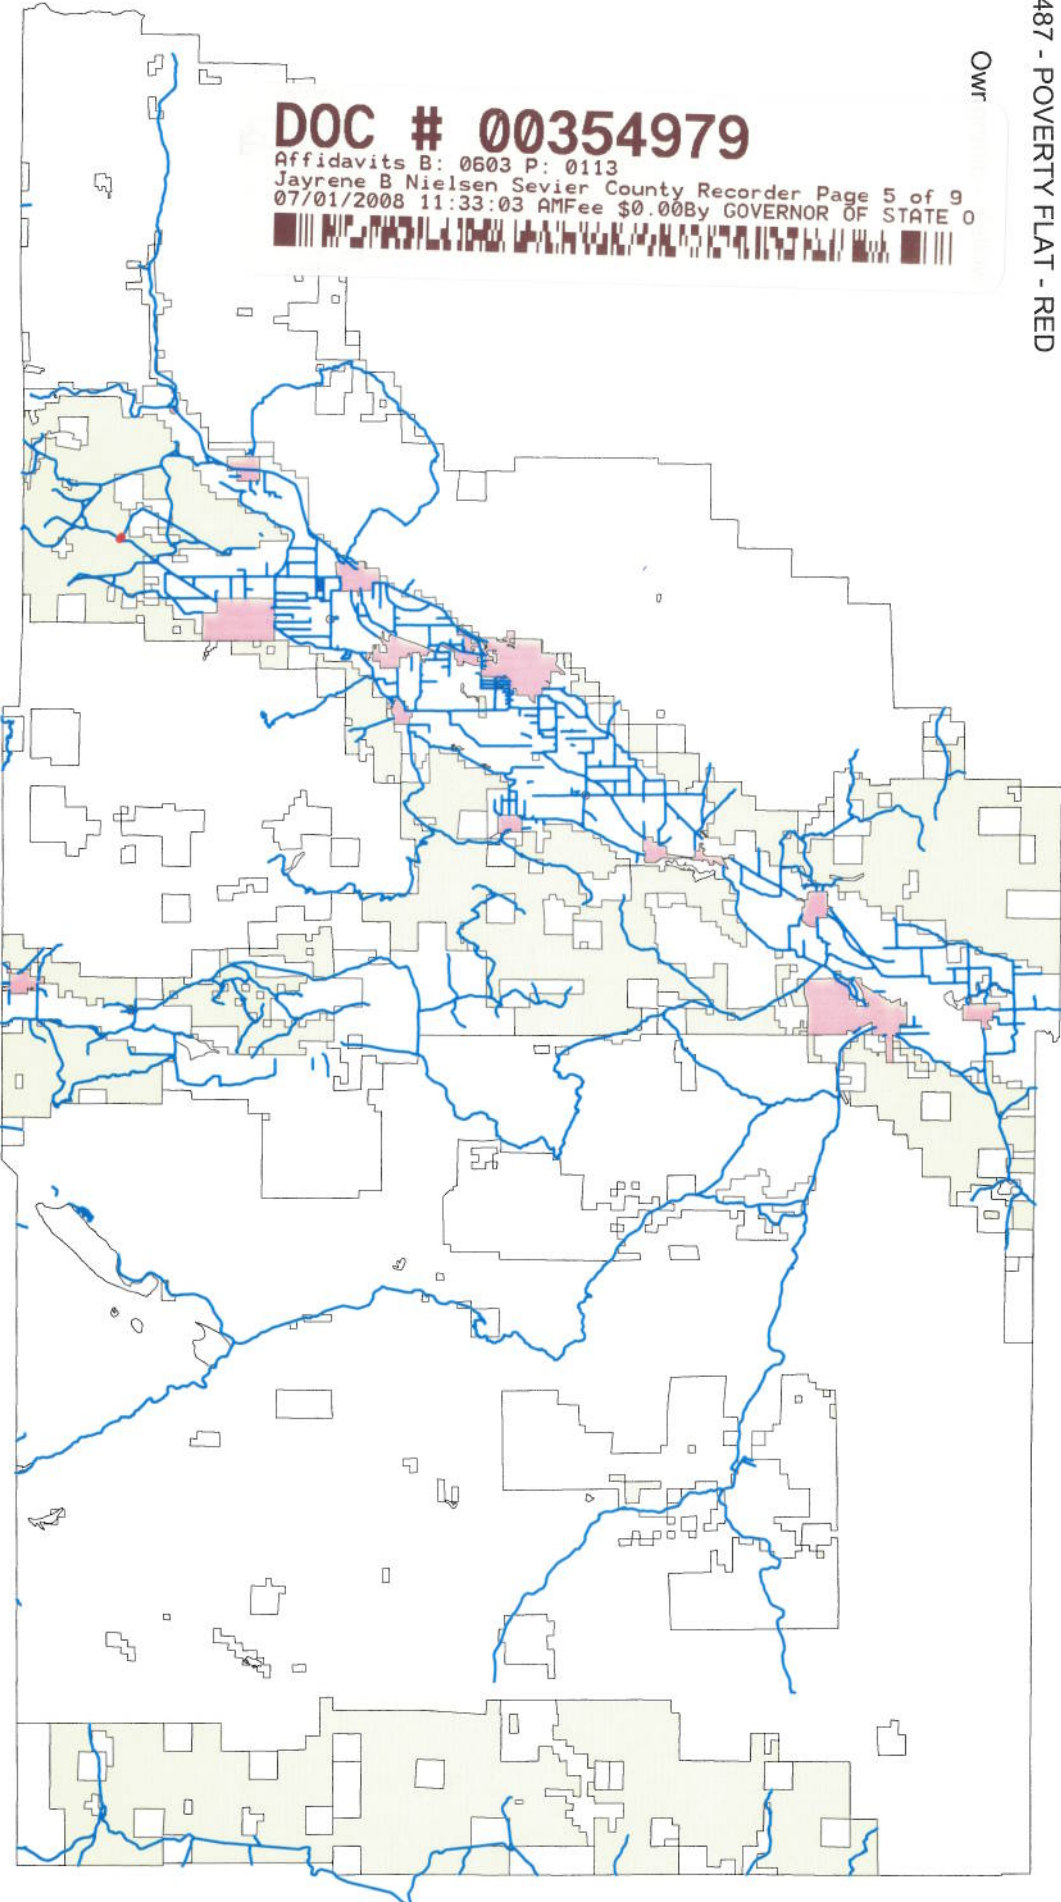 487 - POVERTY FLAT - RED
Owr
DOC # 00354979
Affidavits B: 0603 P: 0113
Jayrene B Nielsen Sevier County Recorder Page 5 of 9
07/01/2008 11:33:03 AMFee $0.00By GOVERNOR OF STATE O